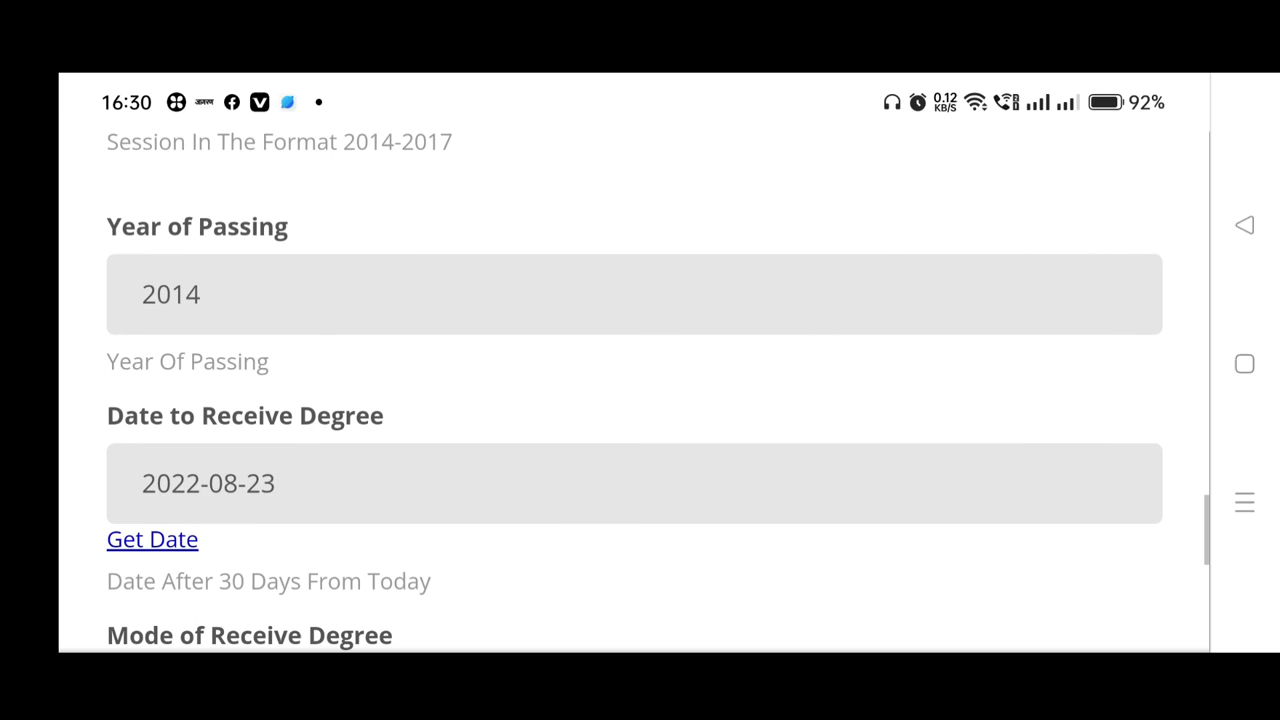 16:30 0.12 KB/S 92%
Session In The Format 2014-2017
Year of Passing
2014
Year Of Passing
Date to Receive Degree
2022-08-23
Get Date
Date After 30 Days From Today
Mode of Receive Degree